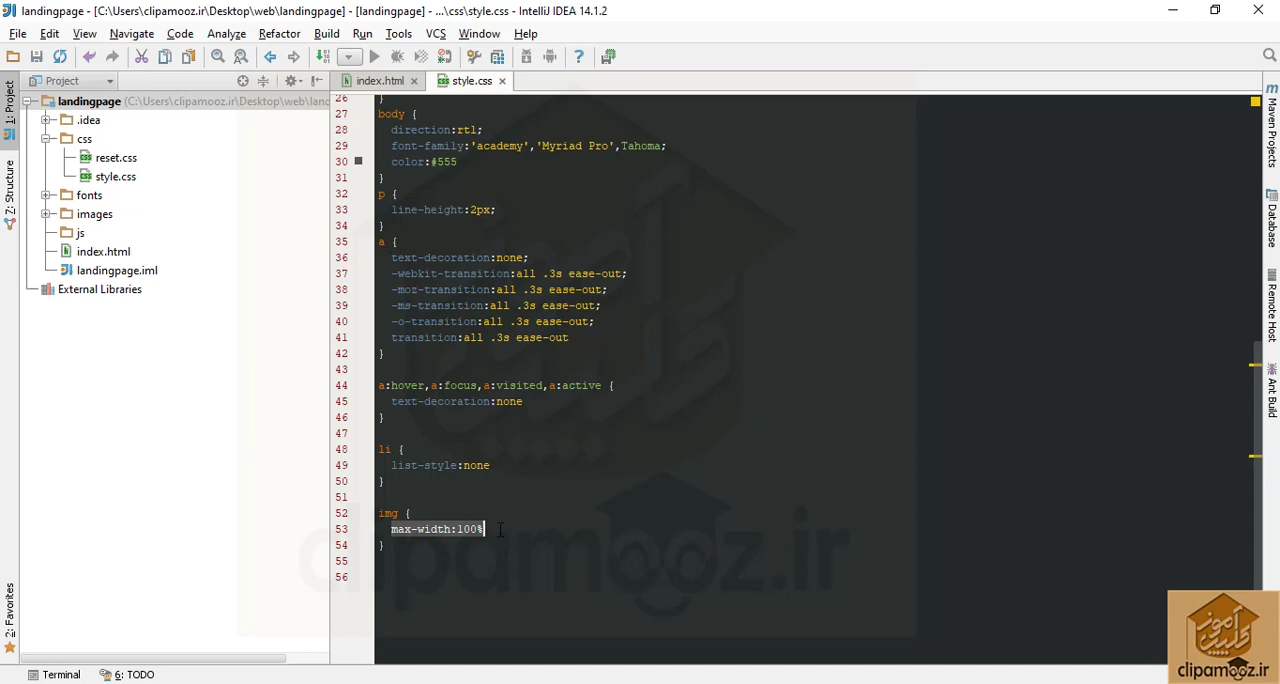 landingpage - [C:\Users\clipamooz.ir\Desktop\web\landingpage] - [landingpage] - ...\css\style.css - IntelliJ IDEA 14.1.2
File Edit View Navigate Code Analyze Refactor Build Run Tools VCS Window Help
Project
index.html
style.css
1: Project
7: Structure
2: Favorites
landingpage (C:\Users\clipamooz.ir\Desktop\web\land
.idea
css
reset.css
style.css
fonts
images
js
index.html
landingpage.iml
External Libraries
26 }
27 body {
28 direction:rtl;
29 font-family:'academy','Myriad Pro',Tahoma;
30 color:#555
31 }
32 p {
33 line-height:2px;
34 }
35 a {
36 text-decoration:none;
37 -webkit-transition:all .3s ease-out;
38 -moz-transition:all .3s ease-out;
39 -ms-transition:all .3s ease-out;
40 -o-transition:all .3s ease-out;
41 transition:all .3s ease-out
42 }
43
44 a:hover,a:focus,a:visited,a:active {
45 text-decoration:none
46 }
47
48 li {
49 list-style:none
50 }
51
52 img {
53 max-width:100%
54 }
55
56
clipamooz.ir
Maven Projects
Database
Remote Host
Ant Build
Terminal
6: TODO
کلیپ آموز
clipamooz.ir